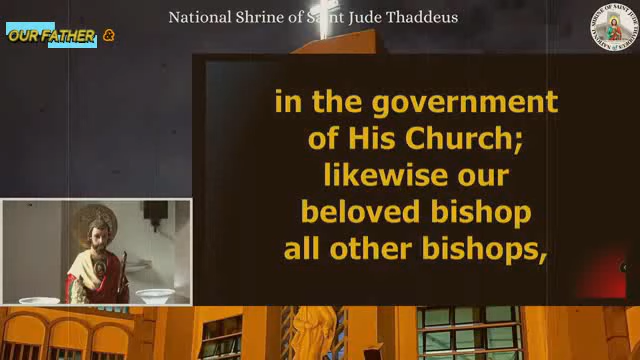 National Shrine of Saint Jude Thaddeus
OUR FATHER &
in the government
of His Church;
likewise our
beloved bishop
all other bishops,